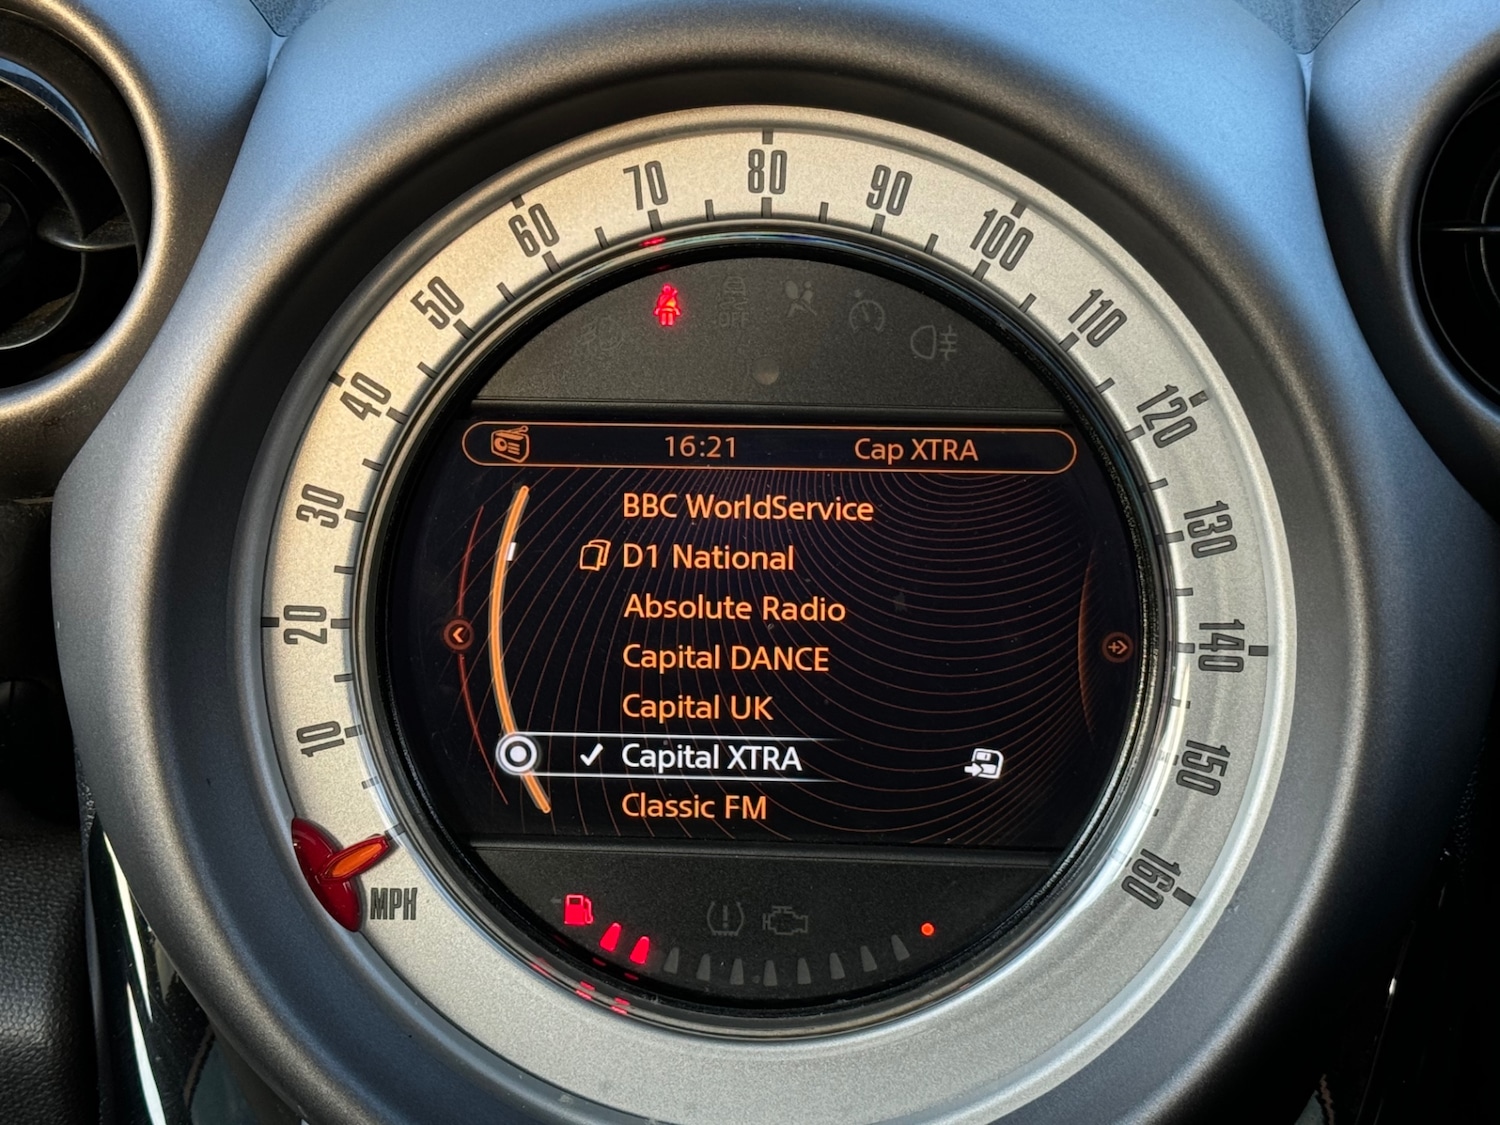 10
20
30
40
50
60
70
80
90
100
110
120
130
140
150
160
MPH
OFF
16:21 Cap XTRA
BBC WorldService
D1 National
Absolute Radio
Capital DANCE
Capital UK
Capital XTRA
Classic FM